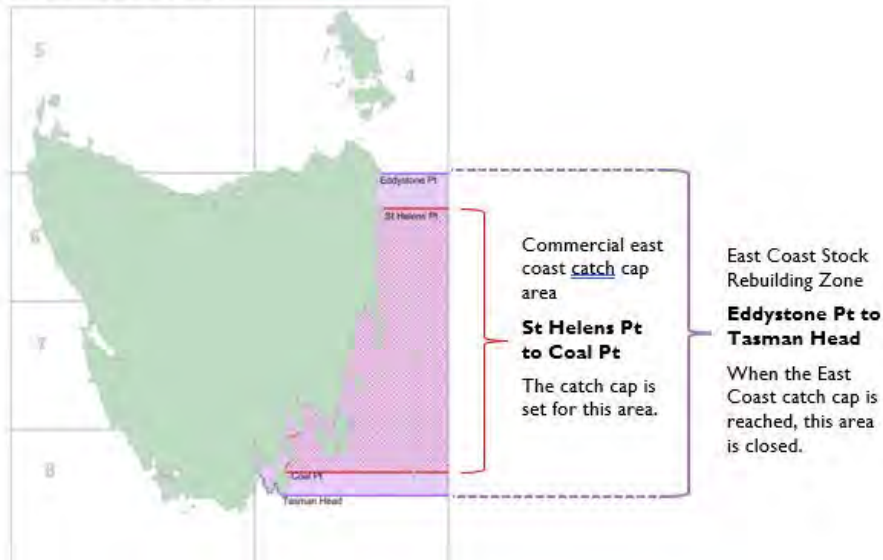 5
4
Eddystone Pt
St Helens Pt
6
7
8
Coal Pt
Tasman Head
Commercial east
coast catch cap
area
St Helens Pt
to Coal Pt
The catch cap is
set for this area.
East Coast Stock
Rebuilding Zone
Eddystone Pt to
Tasman Head
When the East
Coast catch cap is
reached, this area
is closed.